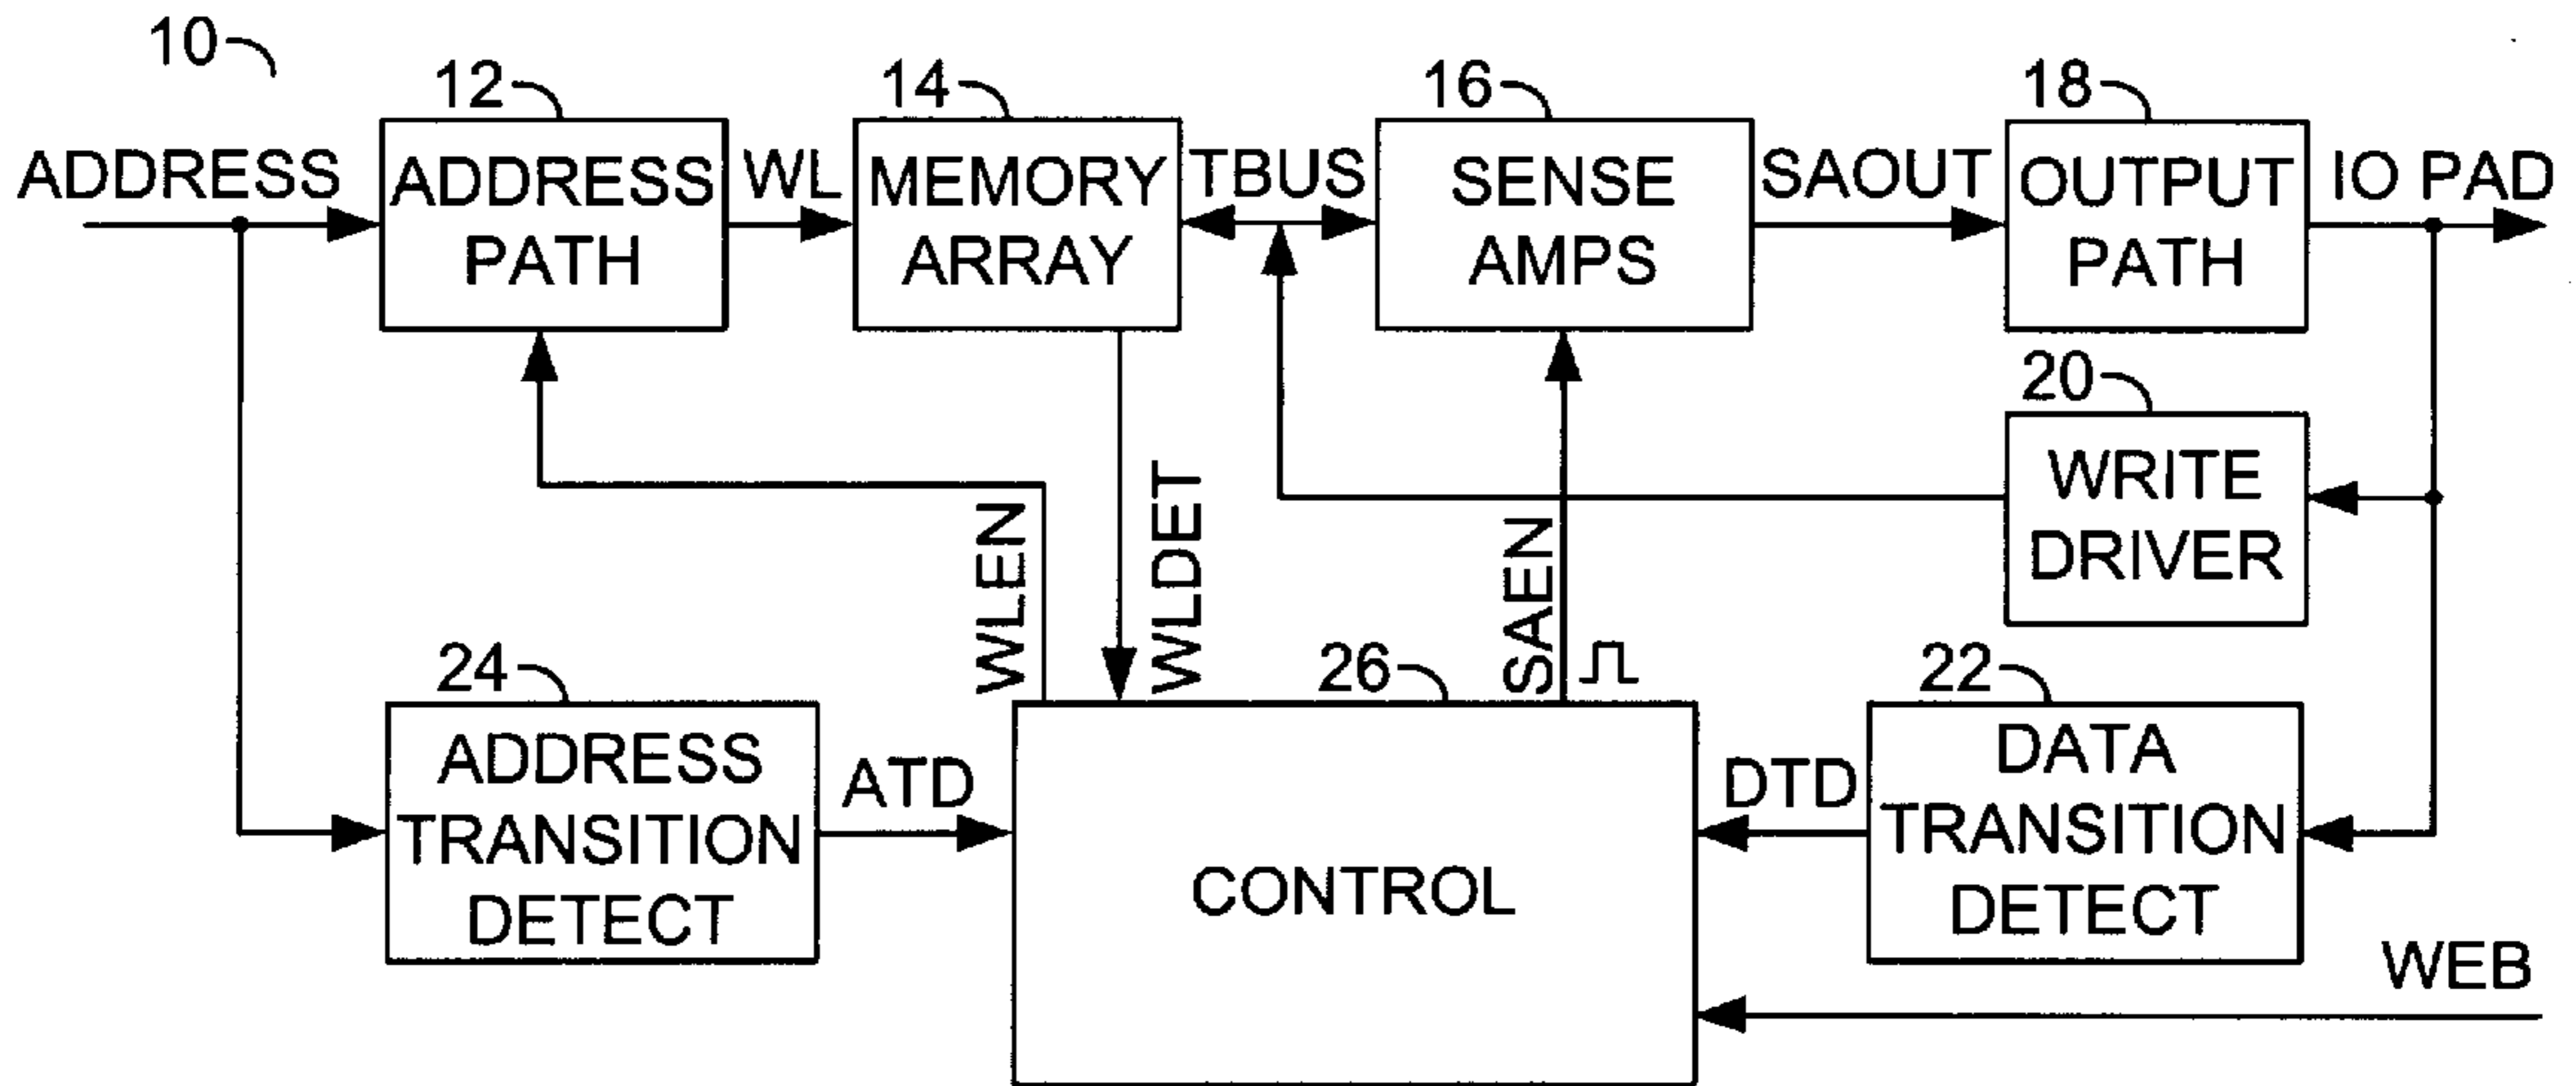 10
12
14
16
18
ADDRESS
ADDRESS
PATH
WL
MEMORY
ARRAY
TBUS
SENSE
AMPS
SAOUT
OUTPUT
PATH
IO PAD
20
WRITE
DRIVER
WLEN
WLDET
SAEN
24
ADDRESS
TRANSITION
DETECT
ATD
26
CONTROL
DTD
22
DATA
TRANSITION
DETECT
WEB